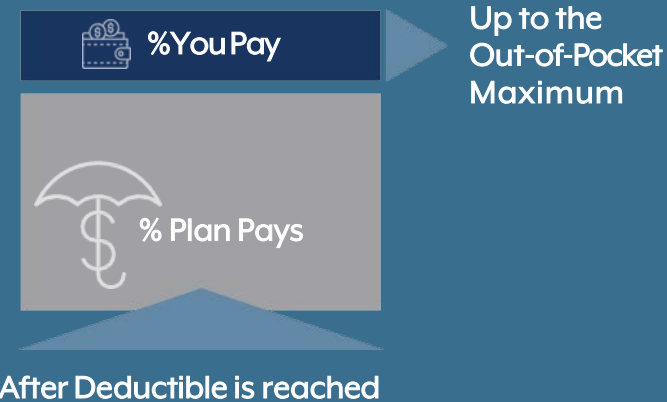 %You Pay
Up to the
Out-of-Pocket
Maximum
% Plan Pays
After Deductible is reached